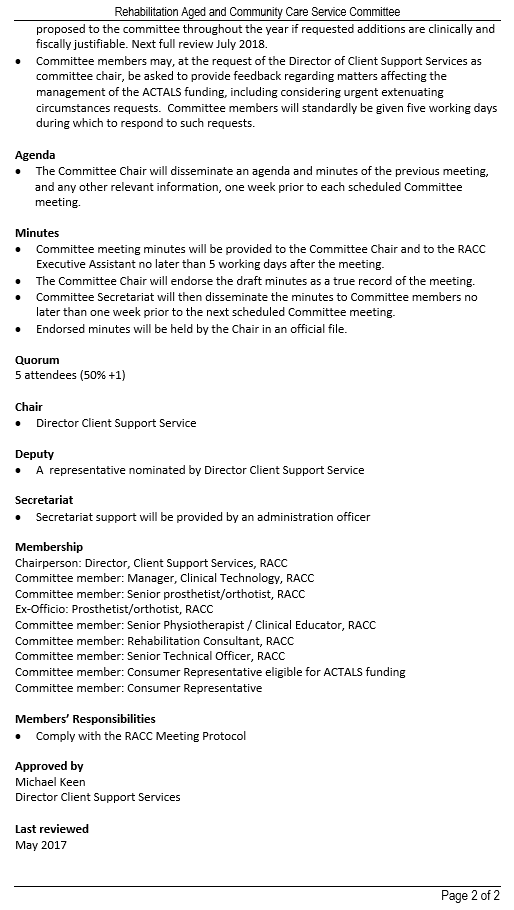 Rehabilitation Aged and Community Care Service Committee
proposed to the committee throughout the year if requested additions are clinically and
fiscally justifiable. Next full review July 2018.
• Committee members may, at the request of the Director of Client Support Services as
committee chair, be asked to provide feedback regarding matters affecting the
management of the ACTALS funding, including considering urgent extenuating
circumstances requests. Committee members will standardly be given five working days
during which to respond to such requests.
Agenda
• The Committee Chair will disseminate an agenda and minutes of the previous meeting,
and any other relevant information, one week prior to each scheduled Committee
meeting.
Minutes
• Committee meeting minutes will be provided to the Committee Chair and to the RACC
Executive Assistant no later than 5 working days after the meeting.
• The Committee Chair will endorse the draft minutes as a true record of the meeting.
• Committee Secretariat will then disseminate the minutes to Committee members no
later than one week prior to the next scheduled Committee meeting.
• Endorsed minutes will be held by the Chair in an official file.
Quorum
5 attendees (50% +1)
Chair
• Director Client Support Service
Deputy
• A representative nominated by Director Client Support Service
Secretariat
• Secretariat support will be provided by an administration officer
Membership
Chairperson: Director, Client Support Services, RACC
Committee member: Manager, Clinical Technology, RACC
Committee member: Senior prosthetist/orthotist, RACC
Ex-Officio: Prosthetist/orthotist, RACC
Committee member: Senior Physiotherapist / Clinical Educator, RACC
Committee member: Rehabilitation Consultant, RACC
Committee member: Senior Technical Officer, RACC
Committee member: Consumer Representative eligible for ACTALS funding
Committee member: Consumer Representative
Members' Responsibilities
• Comply with the RACC Meeting Protocol
Approved by
Michael Keen
Director Client Support Services
Last reviewed
May 2017
Page 2 of 2